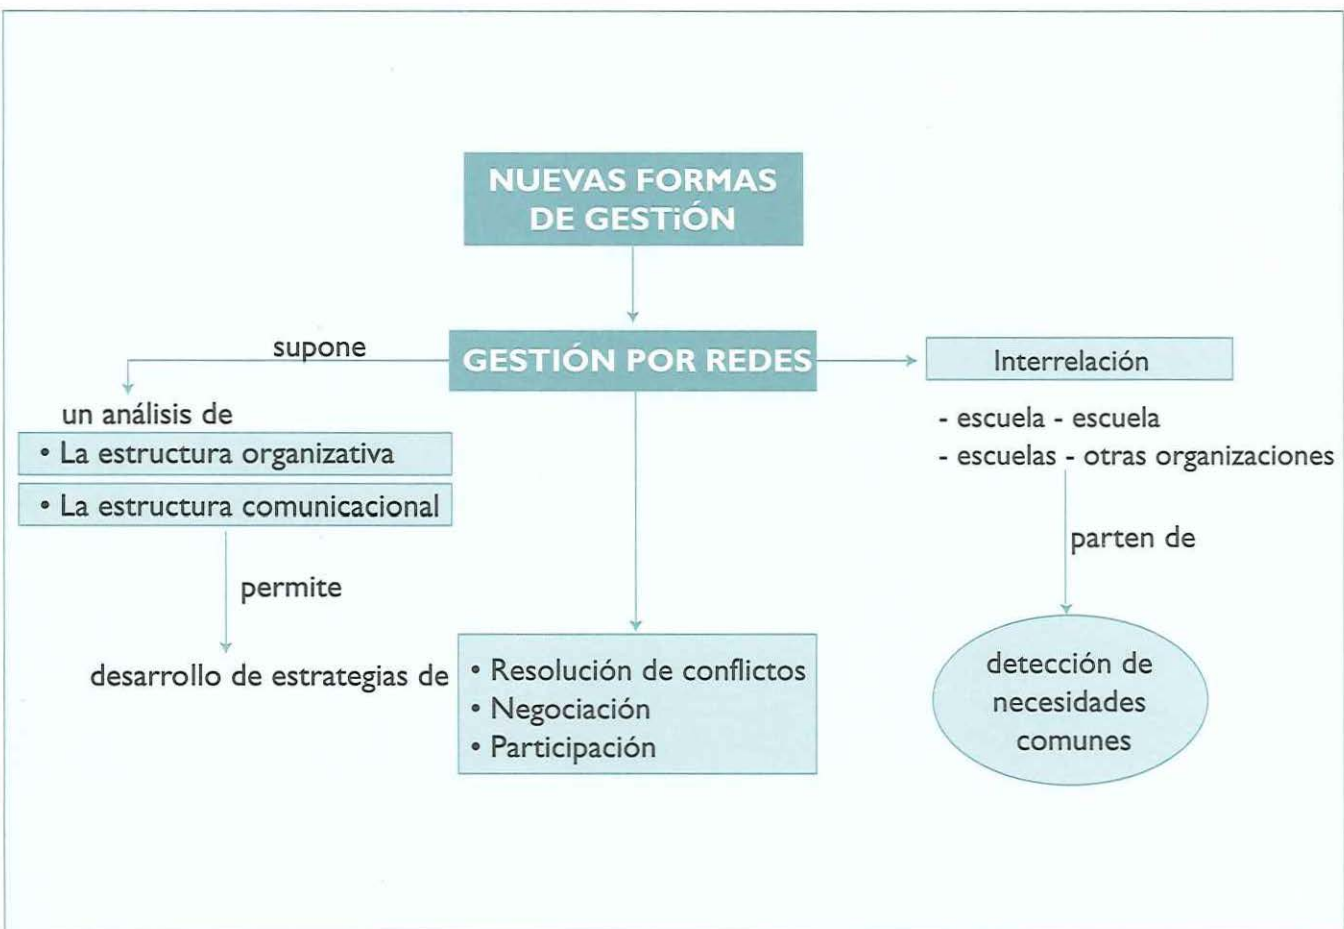 NUEVAS FORMAS
DE GESTiÓN
supone
GESTIÓN POR REDES
Interrelación
un análisis de
• La estructura organizativa
• La estructura comunicacional
- escuela - escuela
- escuelas - otras organizaciones
permite
parten de
desarrollo de estrategias de
• Resolución de conflictos
• Negociación
• Participación
detección de
necesidades
comunes